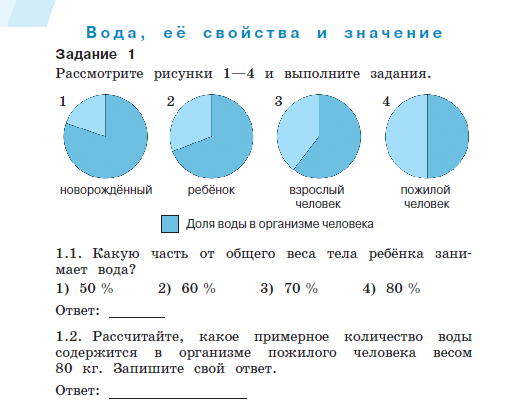 Вода, её свойства и значение
Задание 1
Рассмотрите рисунки 1—4 и выполните задания.
1 2 3 4
новорождённый ребёнок взрослый человек пожилой человек
Доля воды в организме человека
1.1. Какую часть от общего веса тела ребёнка зани-
мает вода?
1) 50 % 2) 60 % 3) 70 % 4) 80 %
Ответ:
1.2. Рассчитайте, какое примерное количество воды
содержится в организме пожилого человека весом
80 кг. Запишите свой ответ.
Ответ: